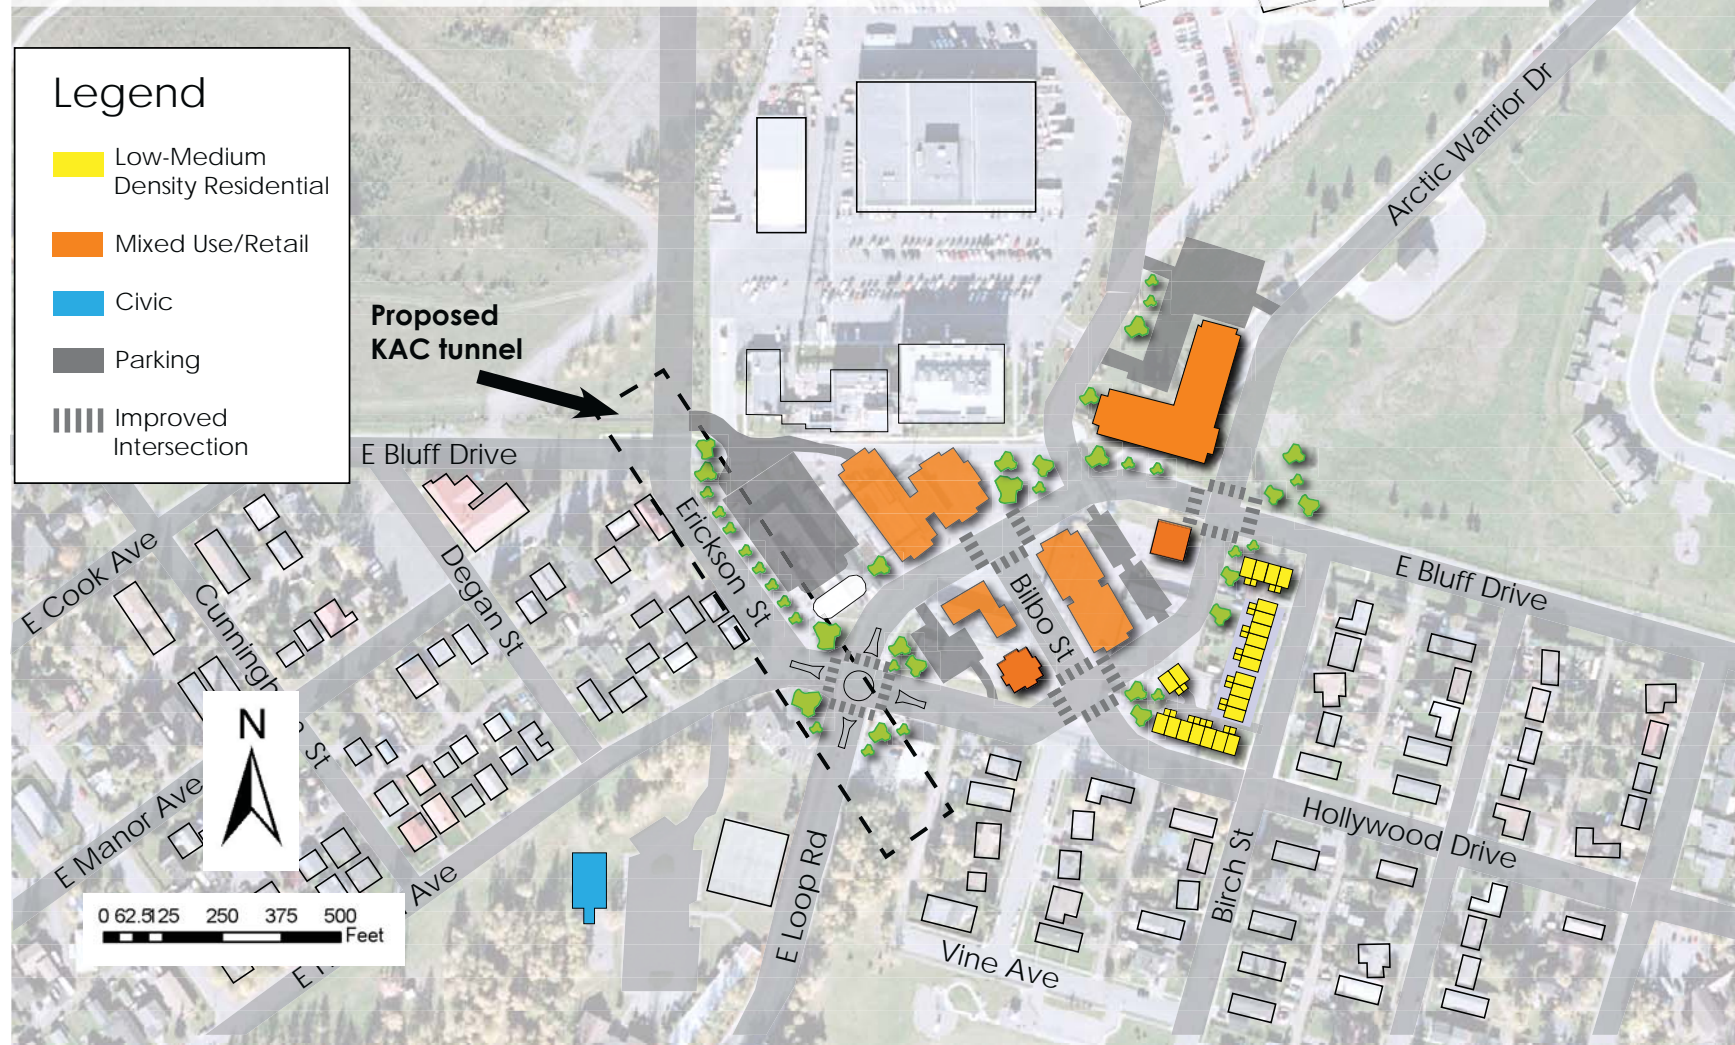 Legend
Low-Medium
Density Residential
Mixed Use/Retail
Civic
Parking
Improved
Intersection
Proposed
KAC tunnel
Arctic Warrior Dr
E Bluff Drive
E Cook Ave
Erickson St
Degan St
Bilbo St
E Bluff Drive
St
N
E Manor Ave
Hollywood Drive
Birch St
E Loop Rd
Vine Ave
Ave
0 62.5125 250 375 500
Feet